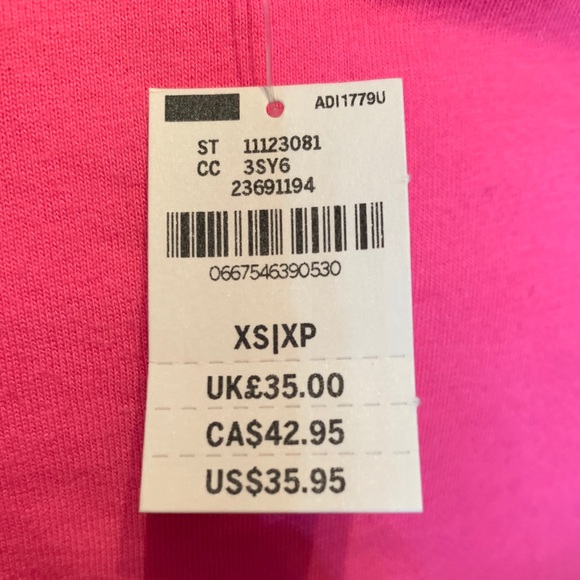 ADI1779U
ST 11123081
CC 3SY6
23691194
0667546390530
XS|XP
UK£35.00
CA$42.95
US$35.95